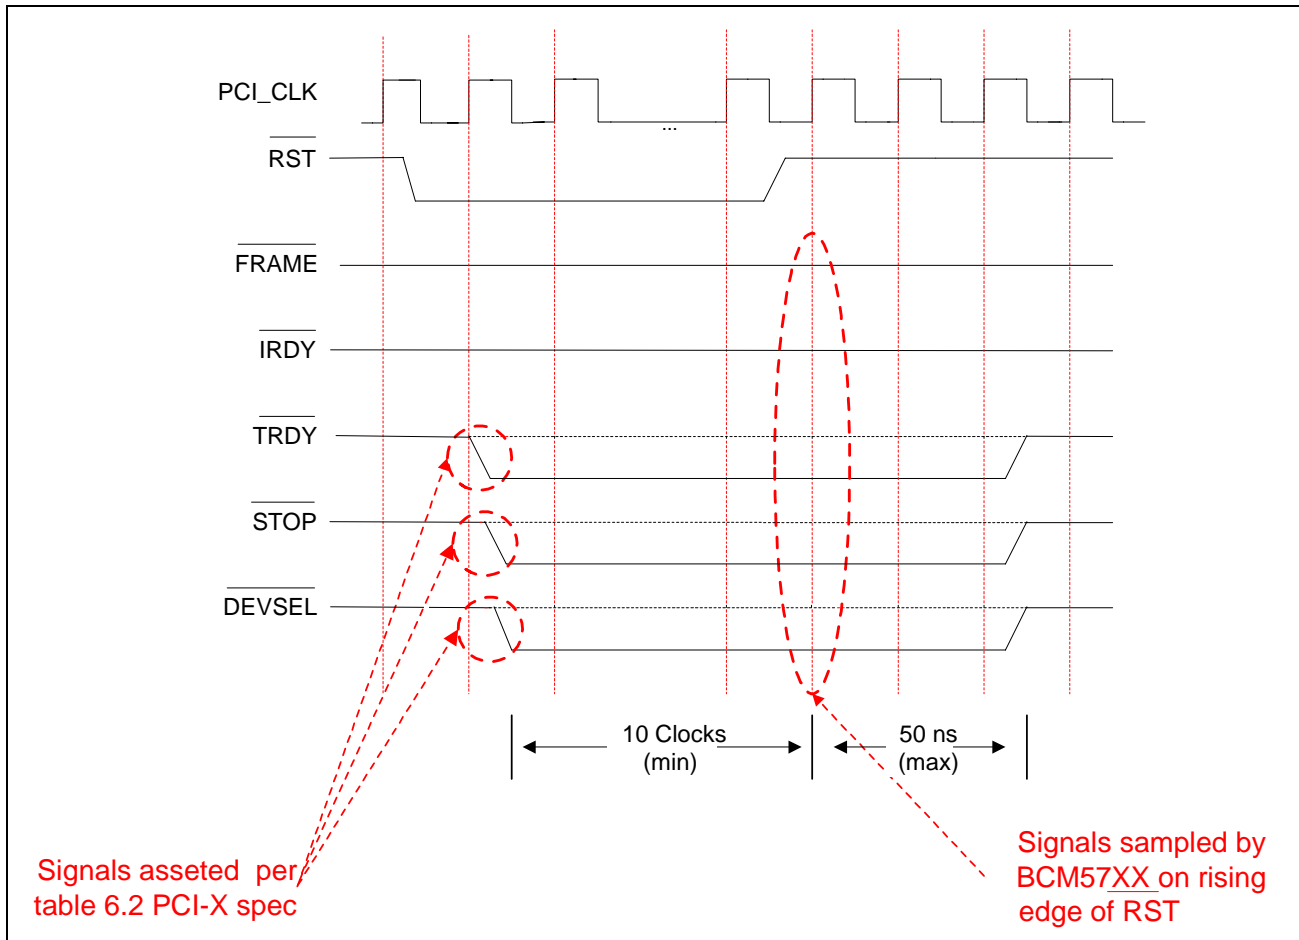 PCI_CLK
...
RST
FRAME
IRDY
TRDY
STOP
DEVSEL
10 Clocks
(min)
50 ns
(max)
Signals asseted per
table 6.2 PCI-X spec
Signals sampled by
BCM57XX on rising
edge of RST